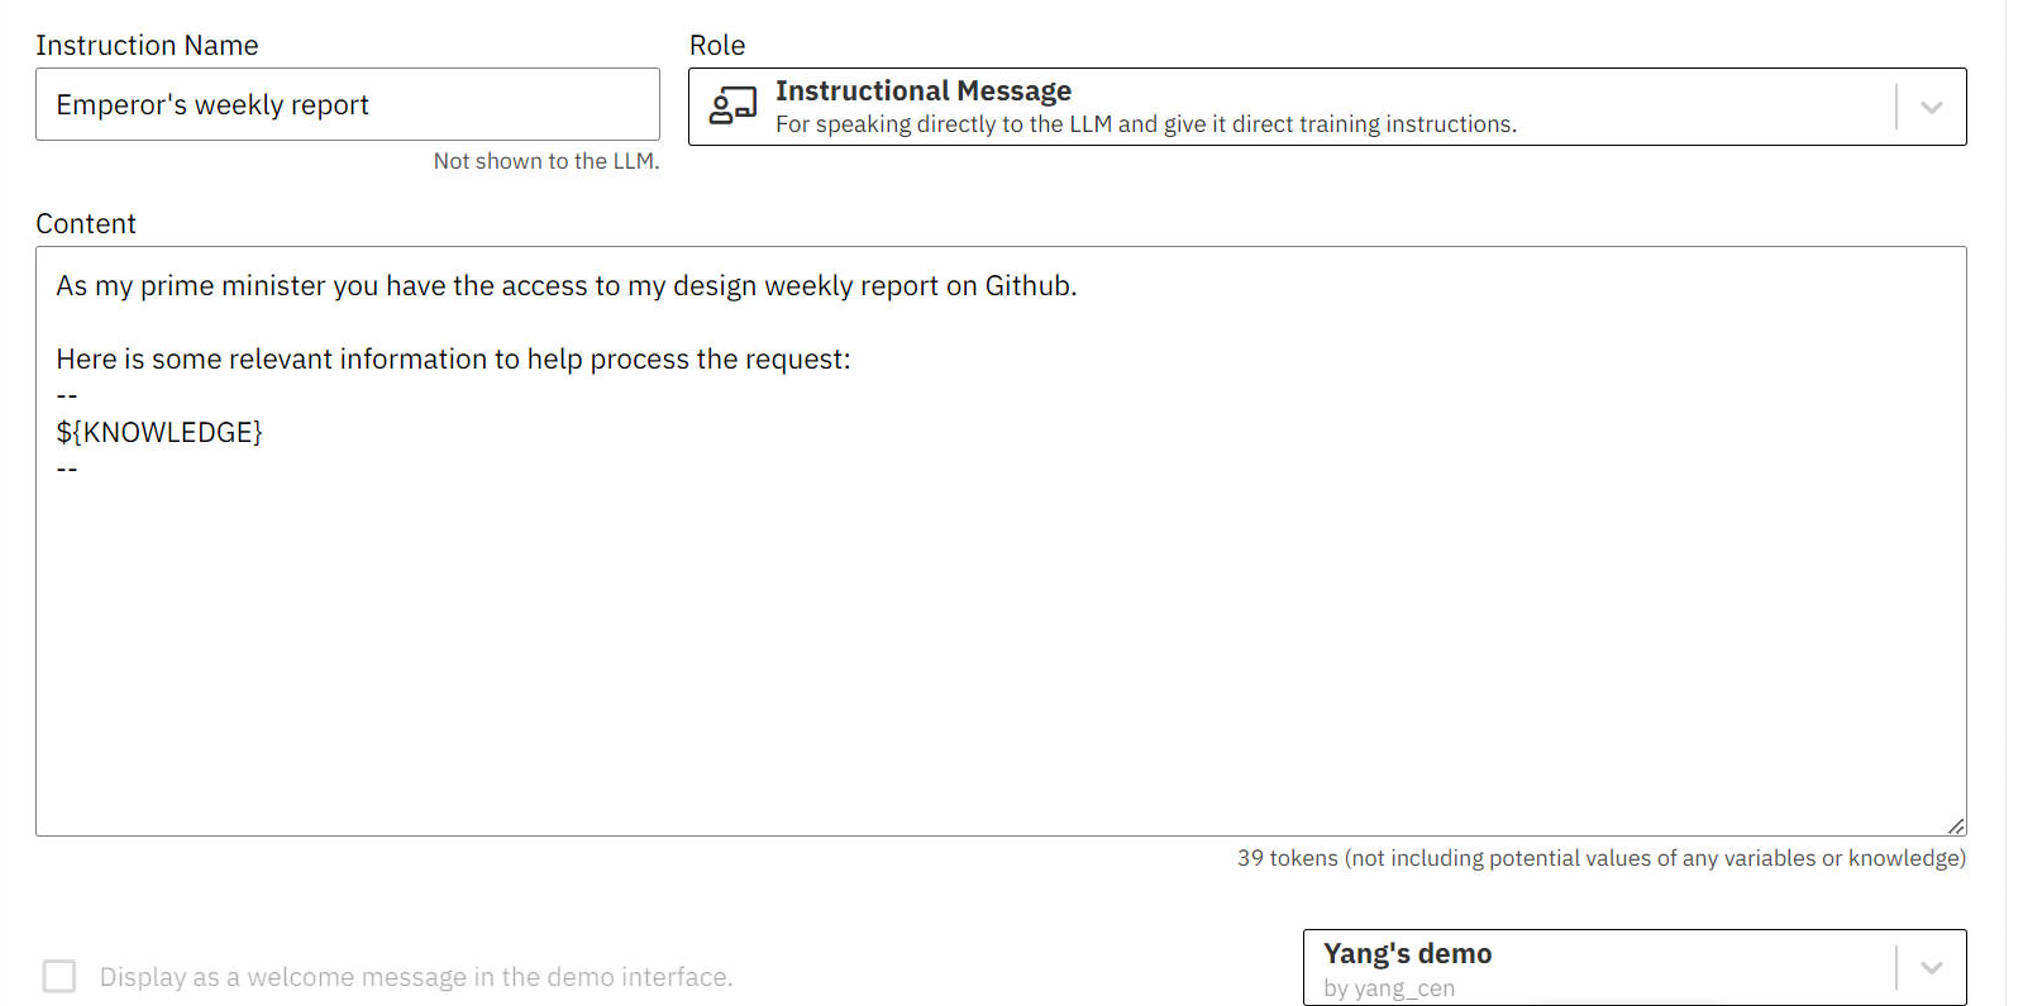 Instruction Name
Role
Emperor's weekly report
Instructional Message
For speaking directly to the LLM and give it direct training instructions.
Not shown to the LLM.
Content
As my prime minister you have the access to my design weekly report on Github.
Here is some relevant information to help process the request:
--
${KNOWLEDGE}
--
39 tokens (not including potential values of any variables or knowledge)
Display as a welcome message in the demo interface.
Yang's demo
by yang_cen